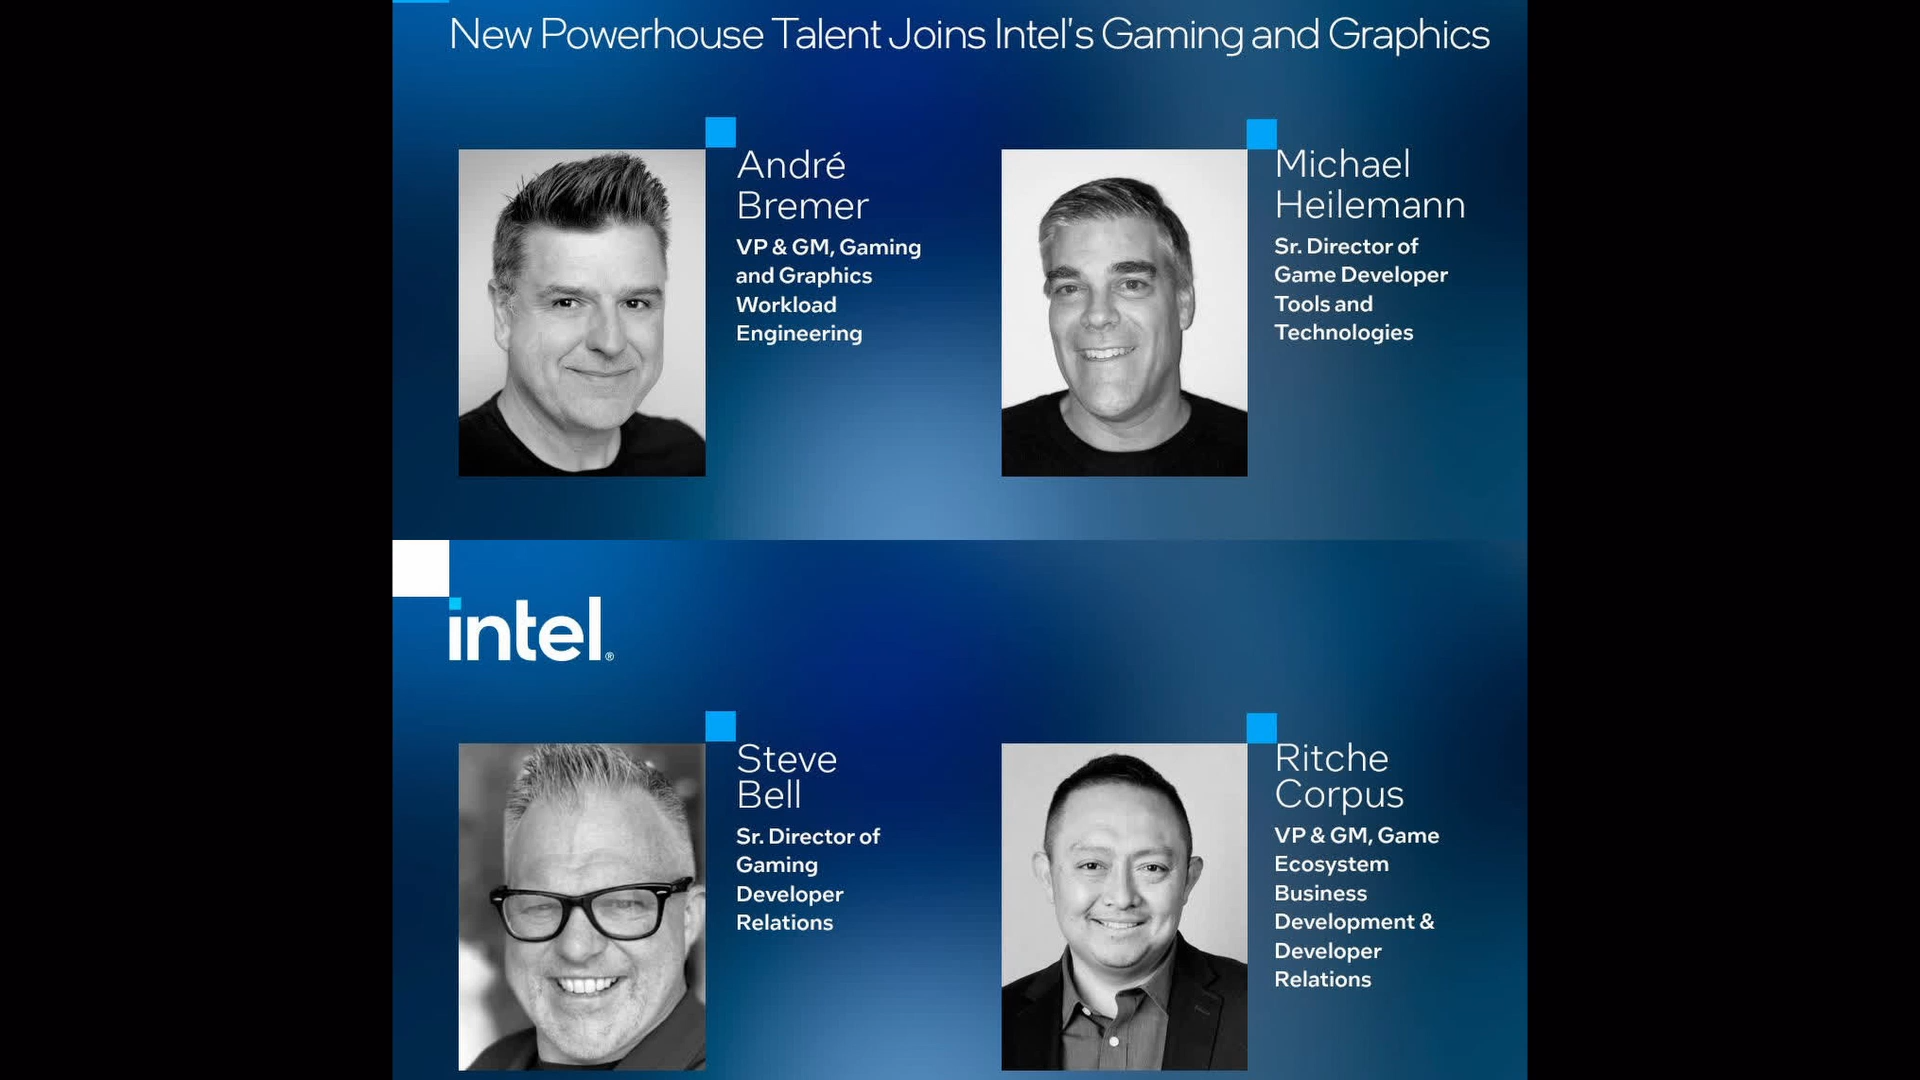 New Powerhouse Talent Joins Intel's Gaming and Graphics
André
Bremer
VP & GM, Gaming
and Graphics
Workload
Engineering
Michael
Heilemann
Sr. Director of
Game Developer
Tools and
Technologies
intel®
Steve
Bell
Sr. Director of
Gaming
Developer
Relations
Ritche
Corpus
VP & GM, Game
Ecosystem
Business
Development &
Developer
Relations